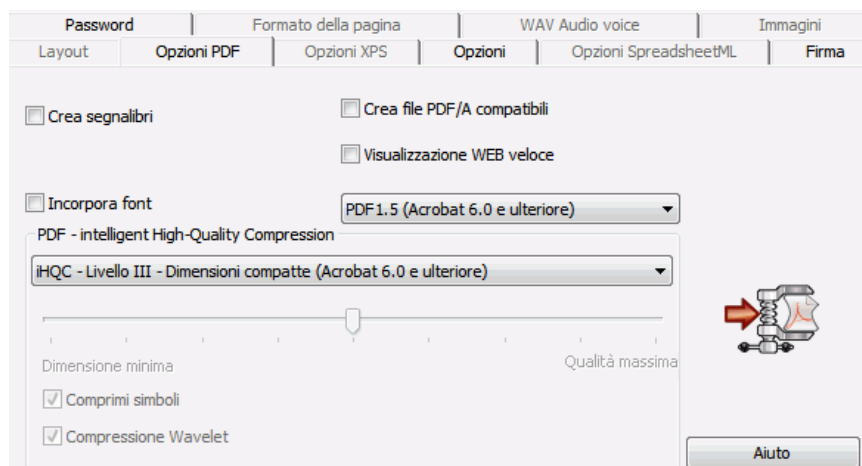 Password Formato della pagina WAV Audio voice Immagini
Layout Opzioni PDF Opzioni XPS Opzioni Opzioni SpreadsheetML Firma
Crea segnalibri Crea file PDF/A compatibili
Visualizzazione WEB veloce
Incorpora font PDF1.5 (Acrobat 6.0 e ulteriore)
PDF - intelligent High-Quality Compression
iHQC - Livello III - Dimensioni compatte (Acrobat 6.0 e ulteriore)
Dimensione minima Qualità massima
Comprimi simboli
Compressione Wavelet
Aiuto